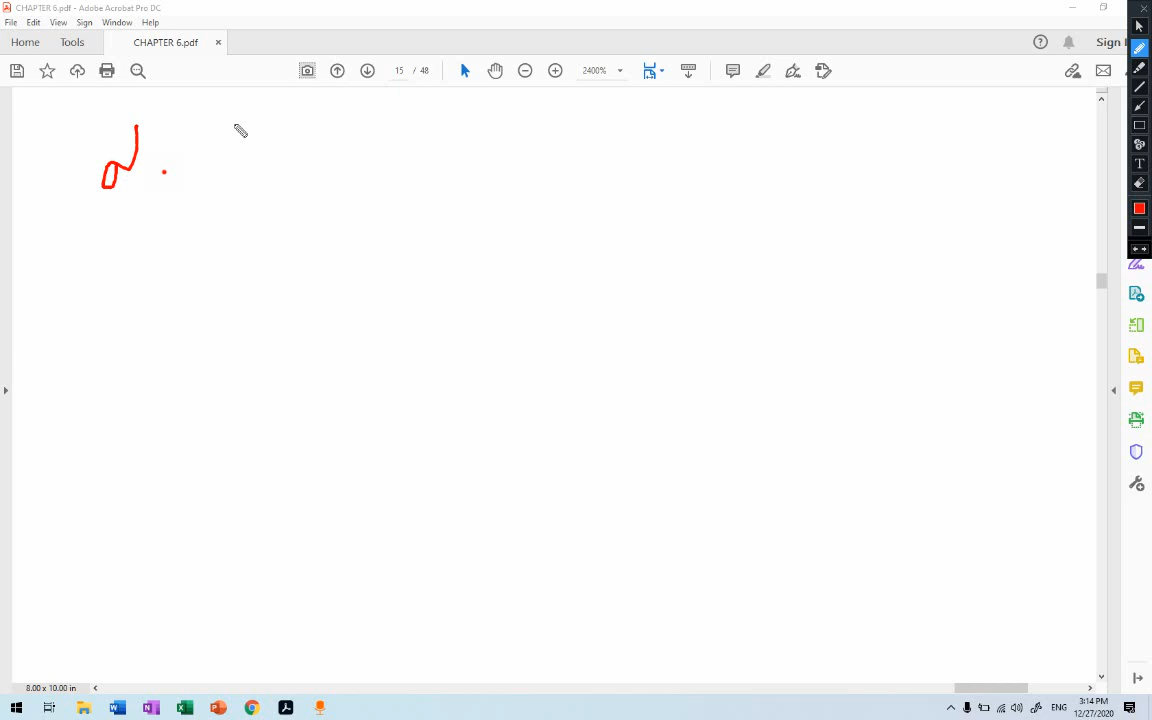 CHAPTER 6.pdf - Adobe Acrobat Pro DC
File Edit View Sign Window Help
Home Tools CHAPTER 6.pdf × Sign
15 / 48 2400%
8.00 x 10.00 in
ENG 3:14 PM
12/27/2020